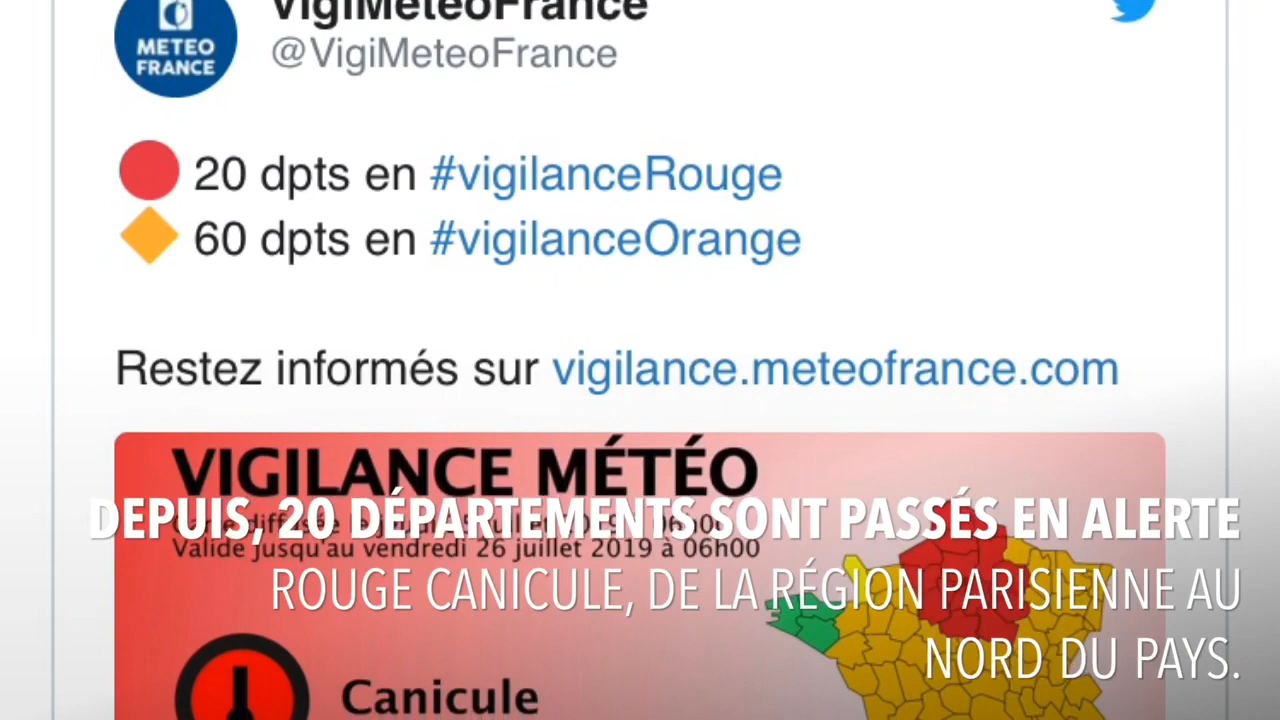 VigiMeteoFrance
@VigiMeteoFrance
METEO
FRANCE
20 dpts en #vigilanceRouge
60 dpts en #vigilanceOrange
Restez informés sur vigilance.meteofrance.com
VIGILANCE MÉTÉO
DEPUIS, 20 DÉPARTEMENTS SONT PASSÉS EN ALERTE
Valide jusqu'au vendredi 26 juillet 2019 à 06h00
ROUGE CANICULE, DE LA RÉGION PARISIENNE AU
NORD DU PAYS.
Canicule